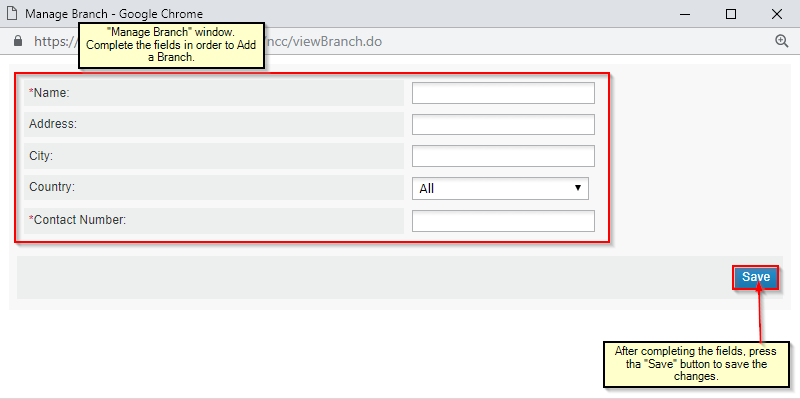 Manage Branch - Google Chrome
"Manage Branch" window.
Complete the fields in order to Add
a Branch.
https:/
/ncc/viewBranch.do
*Name:
Address:
City:
Country:
All
*Contact Number:
Save
After completing the fields, press
tha "Save" button to save the
changes.